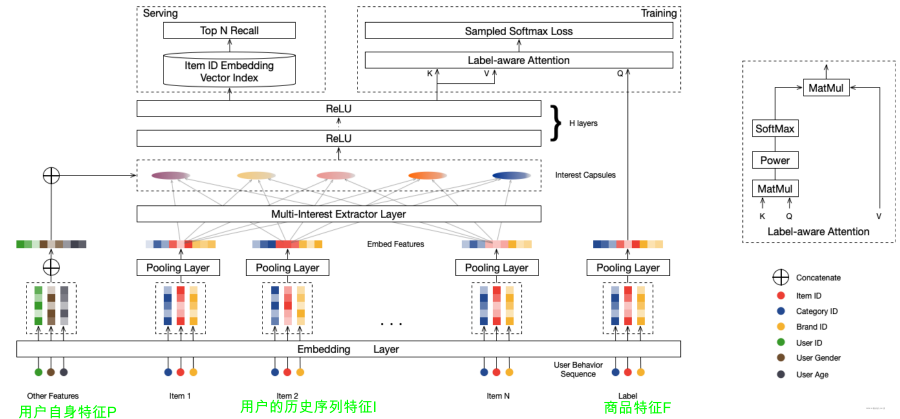 Serving
Training
Top N Recall
Sampled Softmax Loss
Item ID Embedding
Vector Index
Label-aware Attention
K
V
Q
ReLU
ReLU
H layers
Interest Capsules
Multi-Interest Extractor Layer
Embed Features
Pooling Layer
Pooling Layer
Pooling Layer
Pooling Layer
. . .
Embedding Layer
User Behavior
Sequence
Other Features
Item 1
Item 2
Item N
Label
用户自身特征P
用户的历史序列特征I
商品特征F
MatMul
SoftMax
Power
MatMul
K
Q
V
Label-aware Attention
Concatenate
Item ID
Category ID
Brand ID
User ID
User Gender
User Age